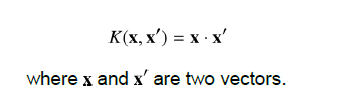 K(x, x′) = x · x′
where x and x′ are two vectors.